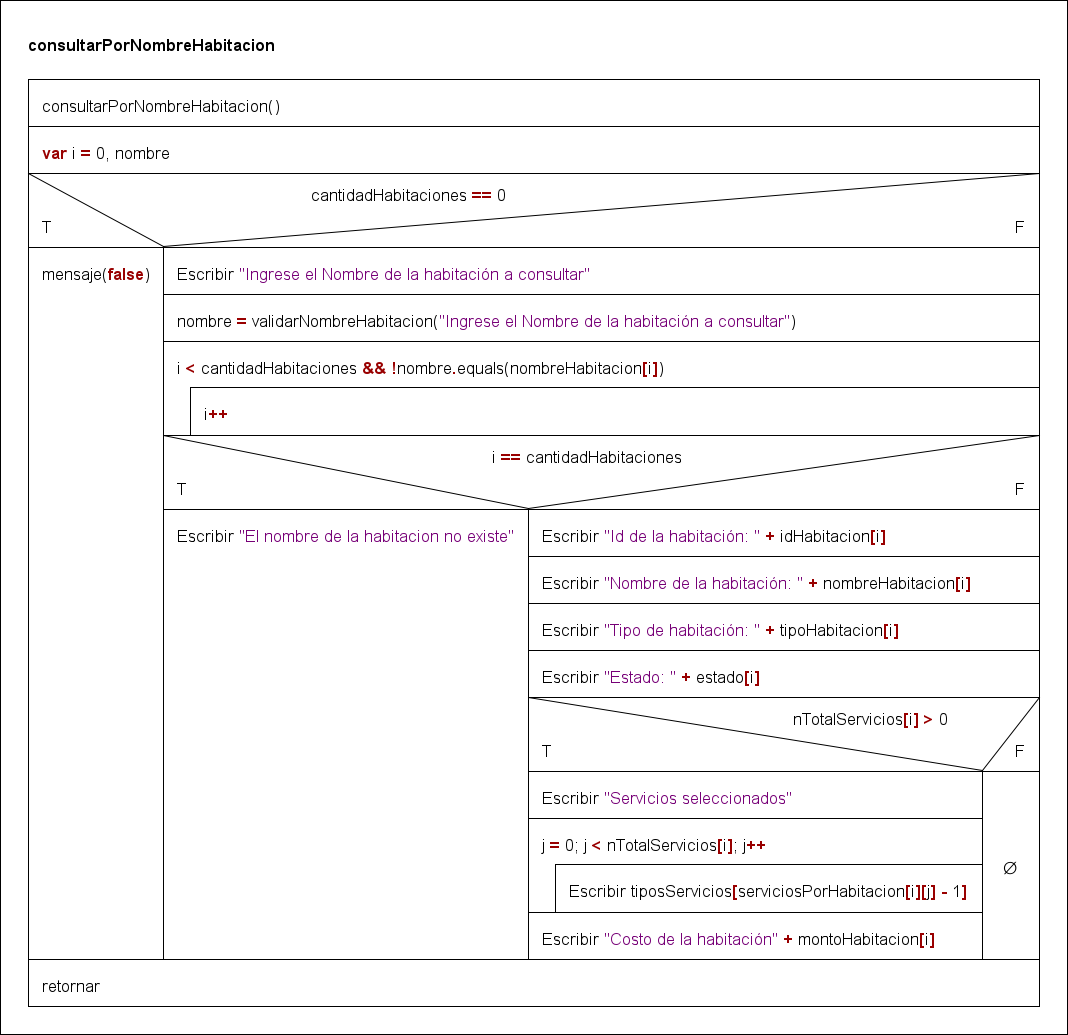 consultarPorNombreHabitacion
consultarPorNombreHabitacion()
var i = 0, nombre
cantidadHabitaciones == 0
T
F
mensaje(false)
Escribir "Ingrese el Nombre de la habitación a consultar"
nombre = validarNombreHabitacion("Ingrese el Nombre de la habitación a consultar")
i < cantidadHabitaciones && !nombre.equals(nombreHabitacion[i])
i++
i == cantidadHabitaciones
T
F
Escribir "El nombre de la habitacion no existe"
Escribir "Id de la habitación: " + idHabitacion[i]
Escribir "Nombre de la habitación: " + nombreHabitacion[i]
Escribir "Tipo de habitación: " + tipoHabitacion[i]
Escribir "Estado: " + estado[i]
nTotalServicios[i] > 0
T
F
Escribir "Servicios seleccionados"
j = 0; j < nTotalServicios[i]; j++
Escribir tiposServicios[serviciosPorHabitacion[i][j] - 1]
∅
Escribir "Costo de la habitación" + montoHabitacion[i]
retornar